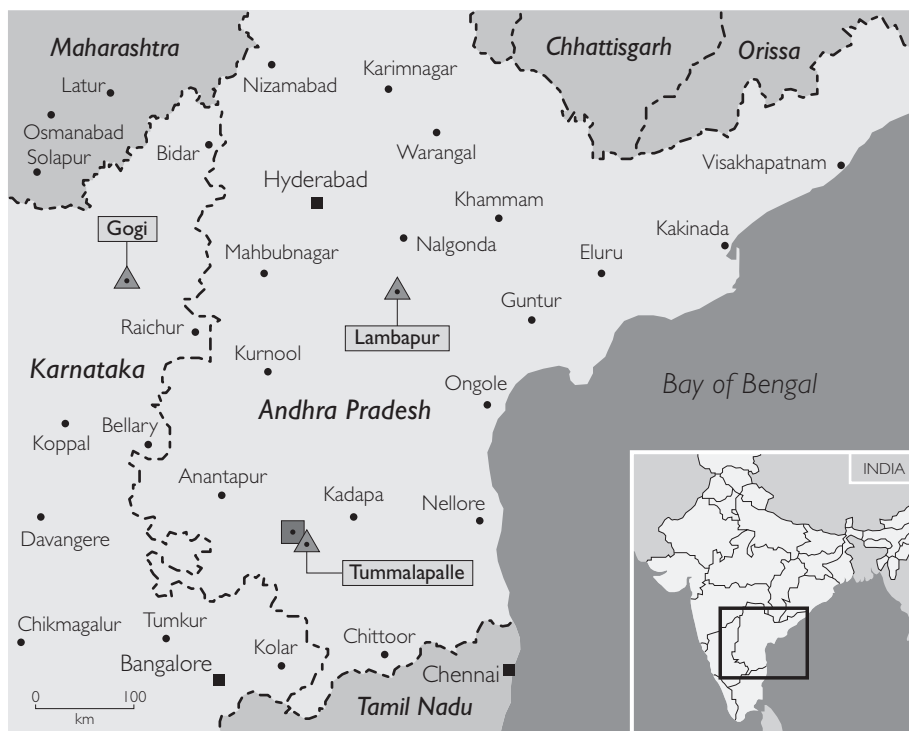 Maharashtra
Chhattisgarh
Orissa
Latur
Nizamabad
Karimnagar
Osmanabad
Solapur
Bidar
Warangal
Visakhapatnam
Hyderabad
Khammam
Gogi
Nalgonda
Kakinada
Mahbubnagar
Eluru
Guntur
Raichur
Lambapur
Karnataka
Kurnool
Ongole
Bay of Bengal
Andhra Pradesh
Koppal
Bellary
INDIA
Anantapur
Kadapa
Nellore
Davangere
Tummalapalle
Chikmagalur
Tumkur
Kolar
Chittoor
Bangalore
Chennai
0 100
km
Tamil Nadu